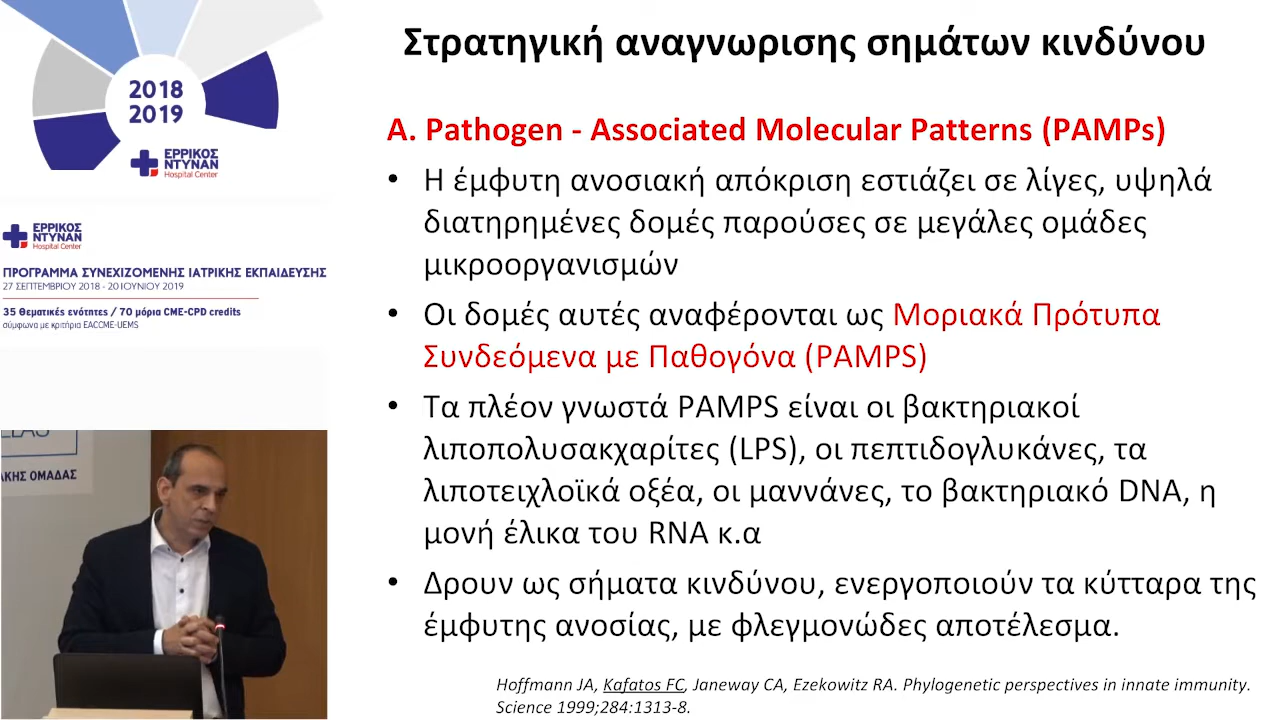 2018
2019
ΕΡΡΙΚΟΣ
ΝΤΥΝΑΝ
Hospital Center
ΕΡΡΙΚΟΣ
ΝΤΥΝΑΝ
Hospital Center
ΠΡΟΓΡΑΜΜΑ ΣΥΝΕΧΙΖΟΜΕΝΗΣ ΙΑΤΡΙΚΗΣ ΕΚΠΑΙΔΕΥΣΗΣ
27 ΣΕΠΤΕΜΒΡΙΟΥ 2018 - 20 ΙΟΥΝΙΟΥ 2019
35 Θεματικές ενότητες / 70 μόρια CME-CPD credits
σύμφωνα με κριτήρια EACCME-UEMS
ΑΚΗΣ ΟΜΑΔΑΣ
Στρατηγική αναγνωρισης σημάτων κινδύνου
A. Pathogen - Associated Molecular Patterns (PAMPs)
• Η έμφυτη ανοσιακή απόκριση εστιάζει σε λίγες, υψηλά
διατηρημένες δομές παρούσες σε μεγάλες ομάδες
μικροοργανισμών
• Οι δομές αυτές αναφέρονται ως Μοριακά Πρότυπα
Συνδεόμενα με Παθογόνα (PAMPS)
• Τα πλέον γνωστά PAMPS είναι οι βακτηριακοί
λιποπολυσακχαρίτες (LPS), οι πεπτιδογλυκάνες, τα
λιποτειχλοϊκά οξέα, οι μαννάνες, το βακτηριακό DNA, η
μονή έλικα του RNA κ.α
• Δρουν ως σήματα κινδύνου, ενεργοποιούν τα κύτταρα της
έμφυτης ανοσίας, με φλεγμονώδες αποτέλεσμα.
Hoffmann JA, Kafatos FC, Janeway CA, Ezekowitz RA. Phylogenetic perspectives in innate immunity.
Science 1999;284:1313-8.